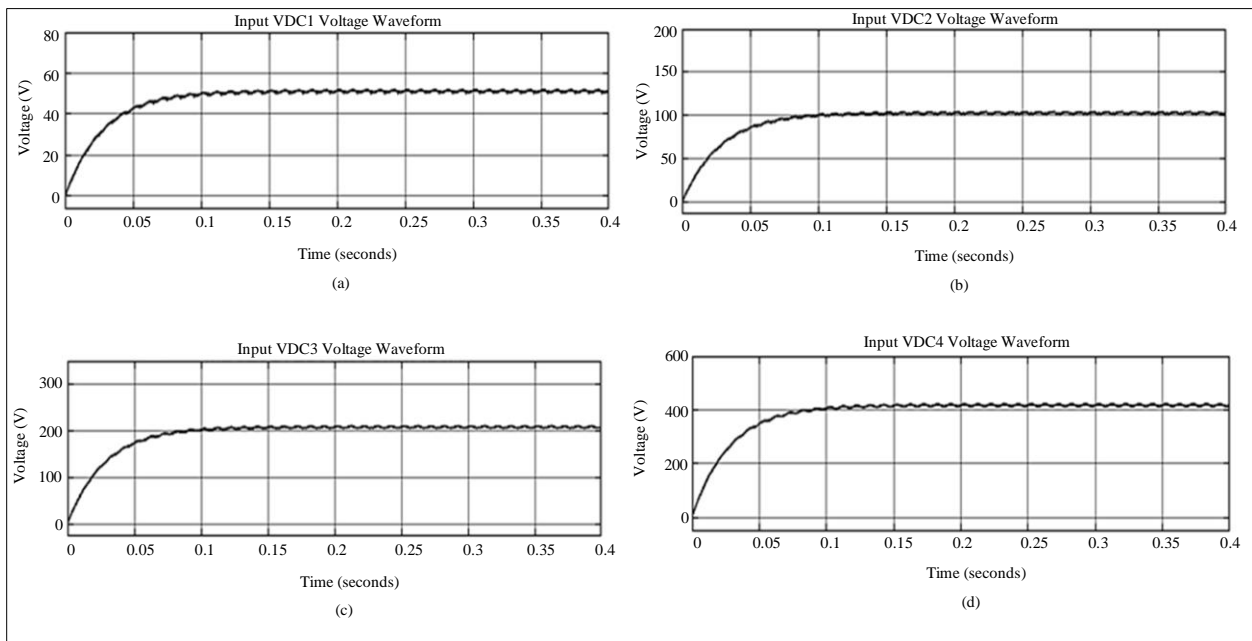 Input VDC1 Voltage Waveform
80
60
40
20
0
Voltage (V)
0 0.05 0.1 0.15 0.2 0.25 0.3 0.35 0.4
Time (seconds)
(a)
Input VDC2 Voltage Waveform
200
150
100
50
0
Voltage (V)
0 0.05 0.1 0.15 0.2 0.25 0.3 0.35 0.4
Time (seconds)
(b)
Input VDC3 Voltage Waveform
300
200
100
0
Voltage (V)
0 0.05 0.1 0.15 0.2 0.25 0.3 0.35 0.4
Time (seconds)
(c)
Input VDC4 Voltage Waveform
600
400
200
0
Voltage (V)
0 0.05 0.1 0.15 0.2 0.25 0.3 0.35 0.4
Time (seconds)
(d)